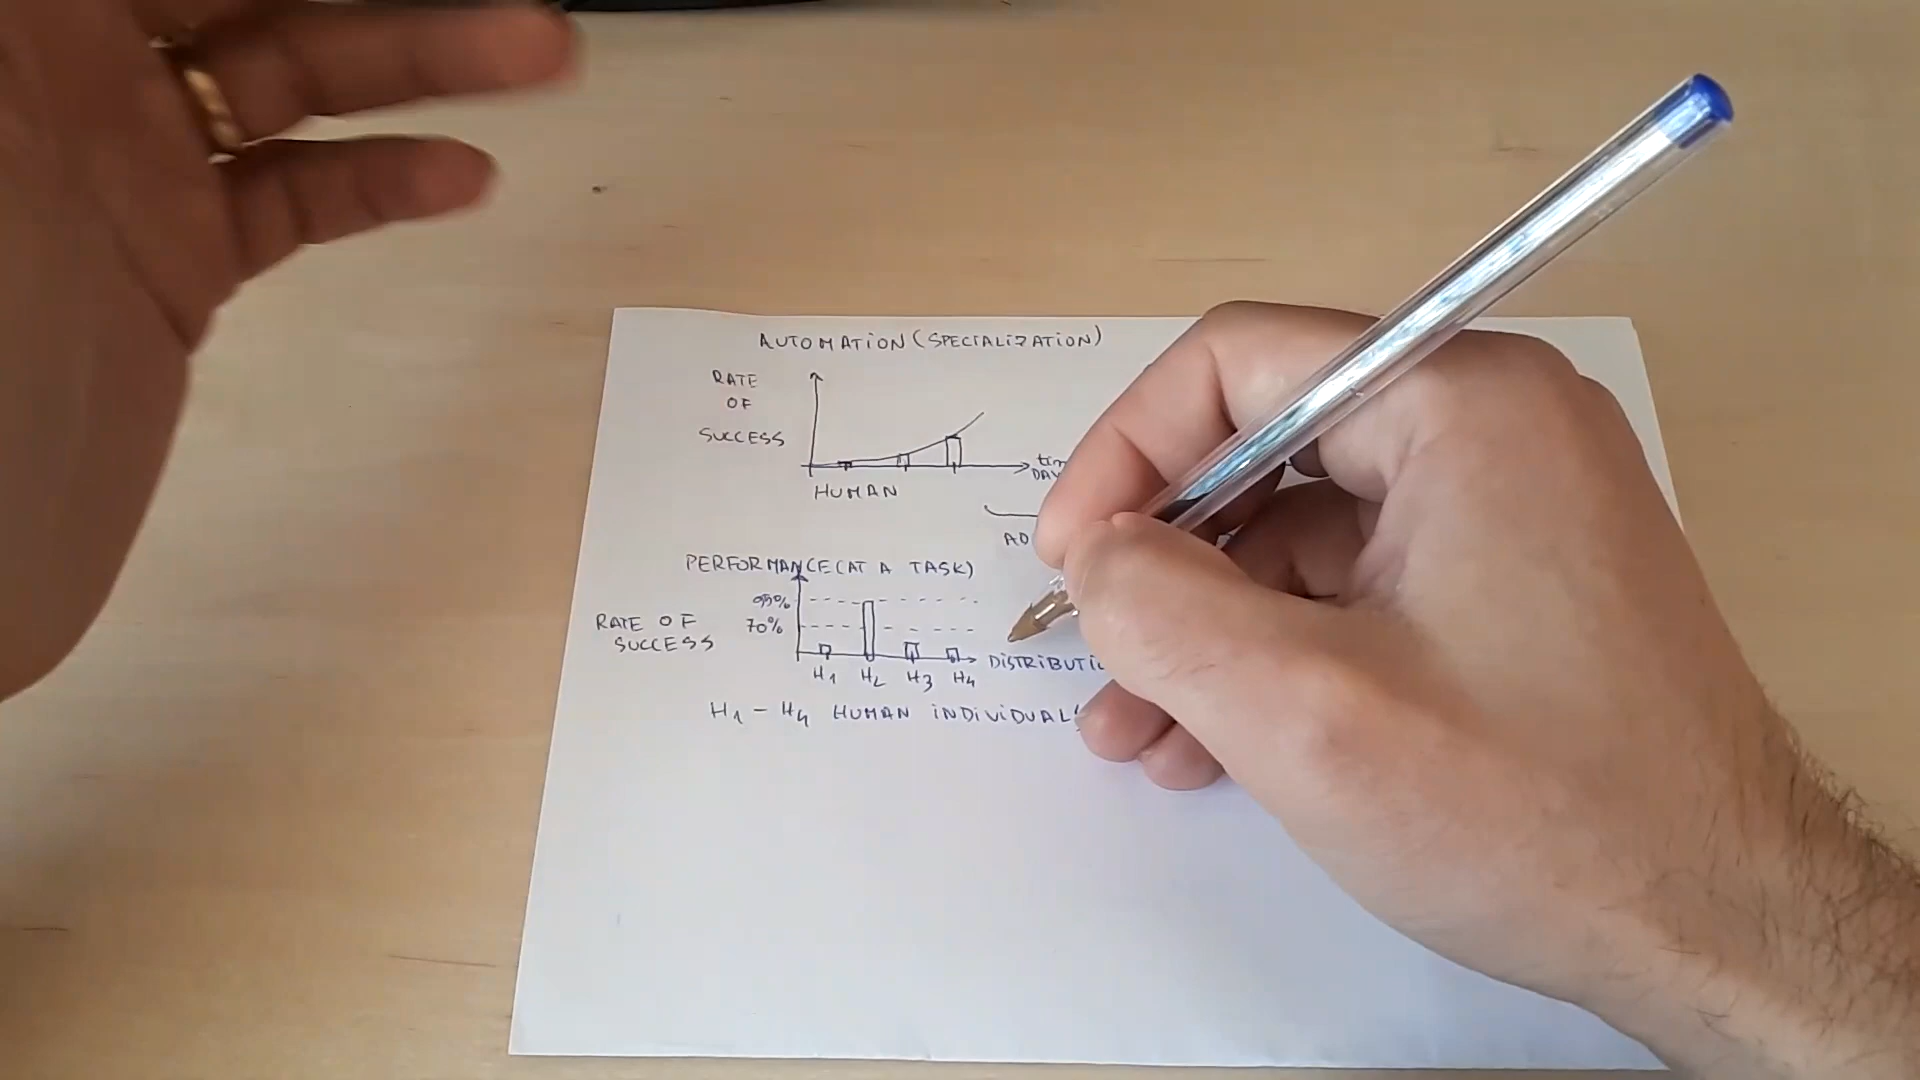 AUTOMATION (SPECIALIZATION)
RATE
OF
SUCCESS
HUMAN
PERFORMANCE (AT A TASK)
70%
RATE OF
SUCCESS
H1 H2 H3 H4
H1 - H4 HUMAN INDIVIDUALS